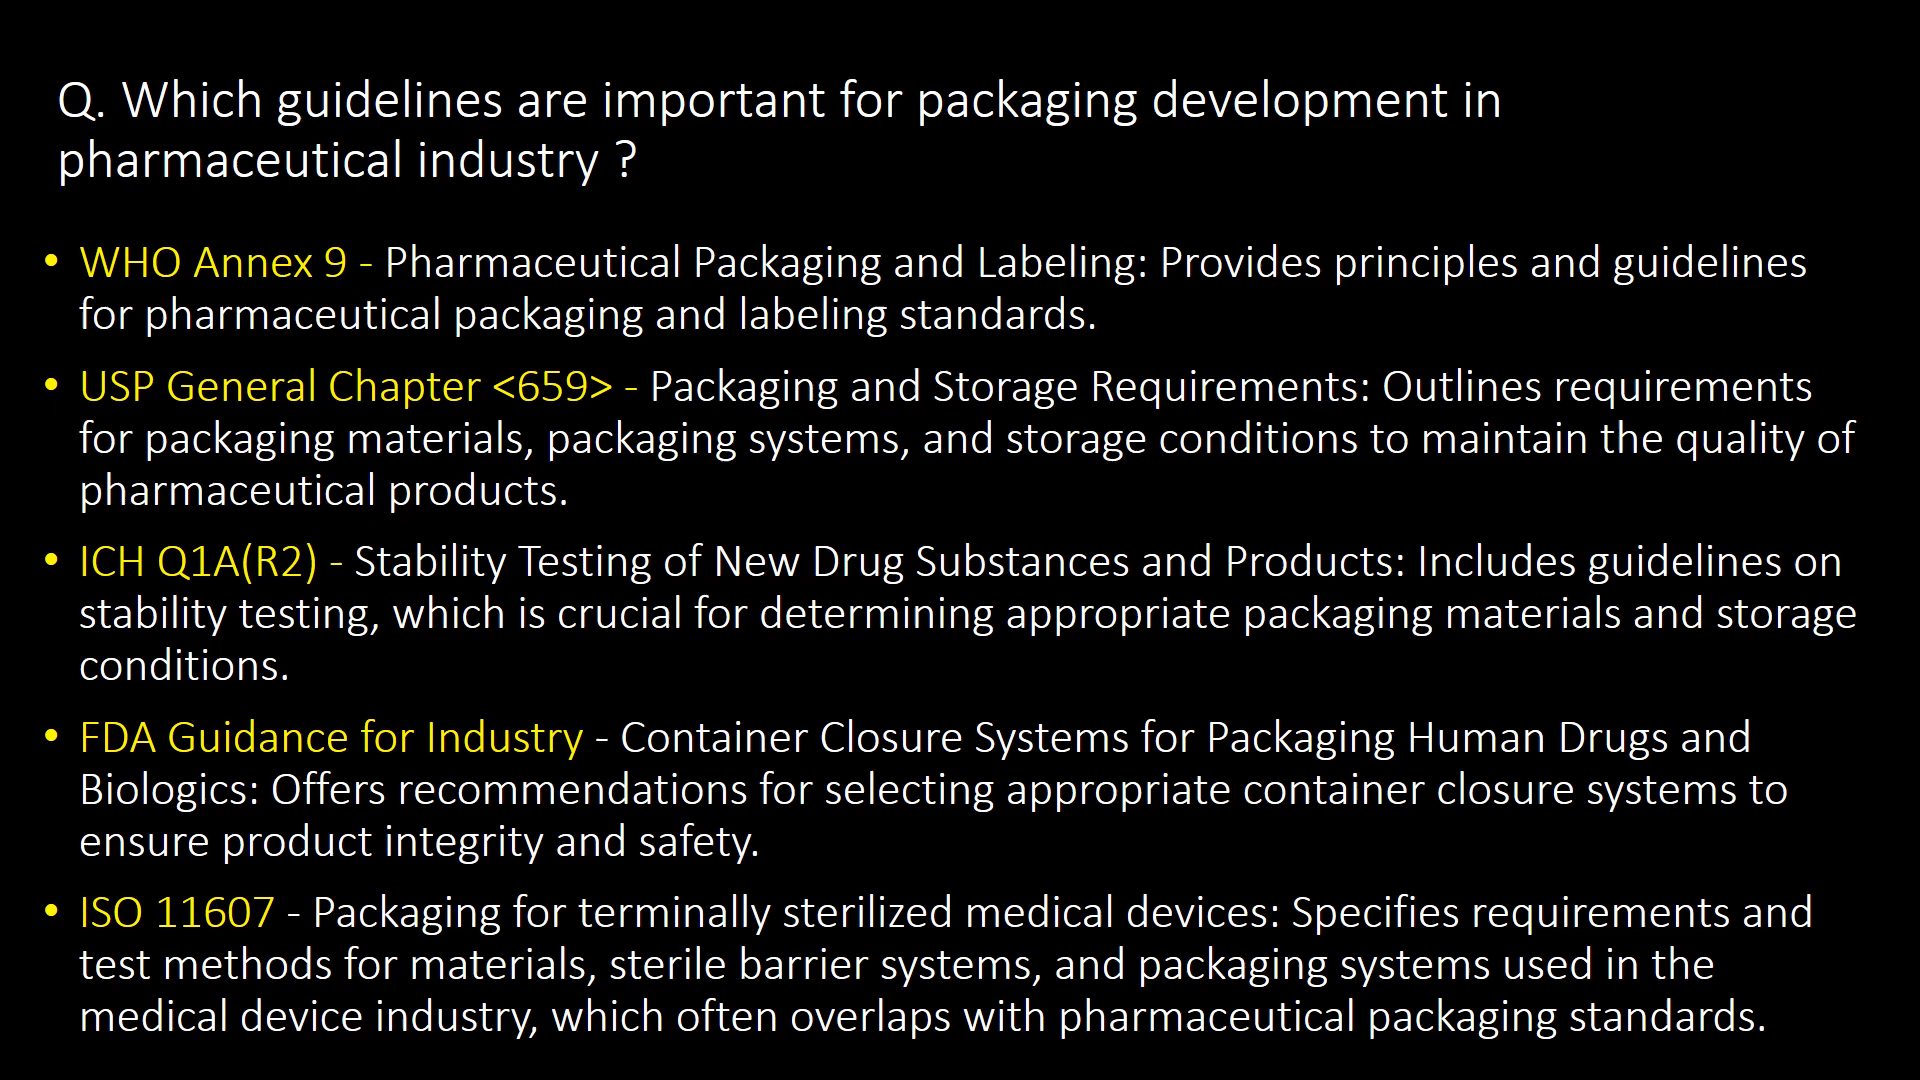 Q. Which guidelines are important for packaging development in
pharmaceutical industry ?
• WHO Annex 9 - Pharmaceutical Packaging and Labeling: Provides principles and guidelines
for pharmaceutical packaging and labeling standards.
• USP General Chapter <659> - Packaging and Storage Requirements: Outlines requirements
for packaging materials, packaging systems, and storage conditions to maintain the quality of
pharmaceutical products.
• ICH Q1A(R2) - Stability Testing of New Drug Substances and Products: Includes guidelines on
stability testing, which is crucial for determining appropriate packaging materials and storage
conditions.
• FDA Guidance for Industry - Container Closure Systems for Packaging Human Drugs and
Biologics: Offers recommendations for selecting appropriate container closure systems to
ensure product integrity and safety.
• ISO 11607 - Packaging for terminally sterilized medical devices: Specifies requirements and
test methods for materials, sterile barrier systems, and packaging systems used in the
medical device industry, which often overlaps with pharmaceutical packaging standards.